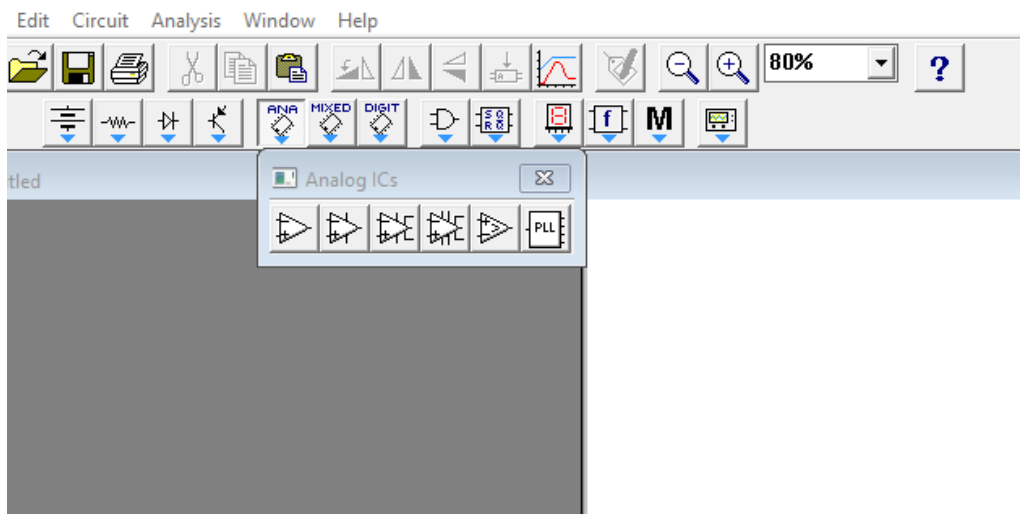 Edit Circuit Analysis Window Help
80% ?
ANA MIXED DIGIT f M
tled
Analog ICs
PLL